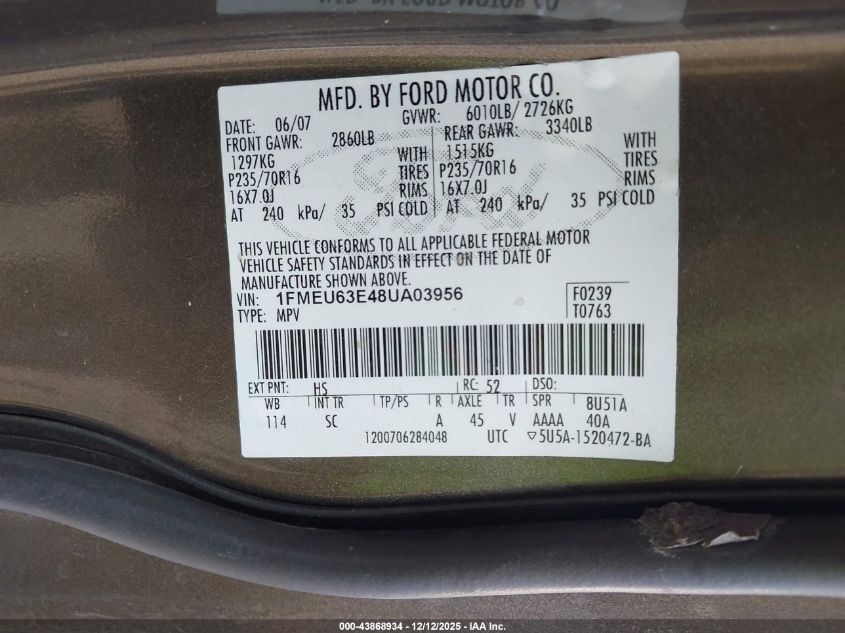 MFD. BY FORD MOTOR CO.
DATE: 06/07 GVWR: 6010LB/ 2726KG
FRONT GAWR: 2860LB REAR GAWR: 3340LB
1297KG WITH 1515KG WITH
P235/70R16 TIRES P235/70R16 TIRES
16X7.0J RIMS 16X7.0J RIMS
AT 240 kPa/ 35 PSI COLD AT 240 kPa/ 35 PSI COLD
THIS VEHICLE CONFORMS TO ALL APPLICABLE FEDERAL MOTOR
VEHICLE SAFETY STANDARDS IN EFFECT ON THE DATE OF
MANUFACTURE SHOWN ABOVE.
VIN: 1FMEU63E48UA03956 F0239
TYPE: MPV T0763
EXT PNT: HS RC: 52 DSO:
WB INT TR TP/PS R AXLE TR SPR 8U51A
114 SC A 45 V AAAA 40A
1200706284048 UTC ▽5U5A-1520472-BA
000-43868934 - 12/12/2025 - IAA Inc.